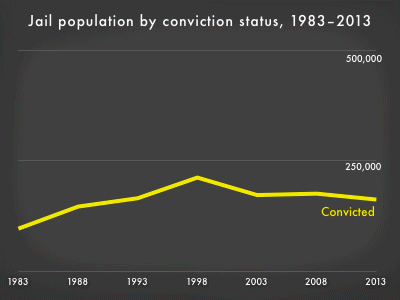 Jail population by conviction status, 1983–2013
500,000
250,000
Convicted
1983 1988 1993 1998 2003 2008 2013